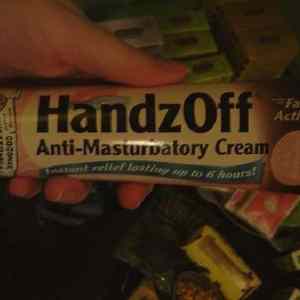 HandzOff
Anti-Masturbatory Cream
Instant relief lasting up to 6 hours!